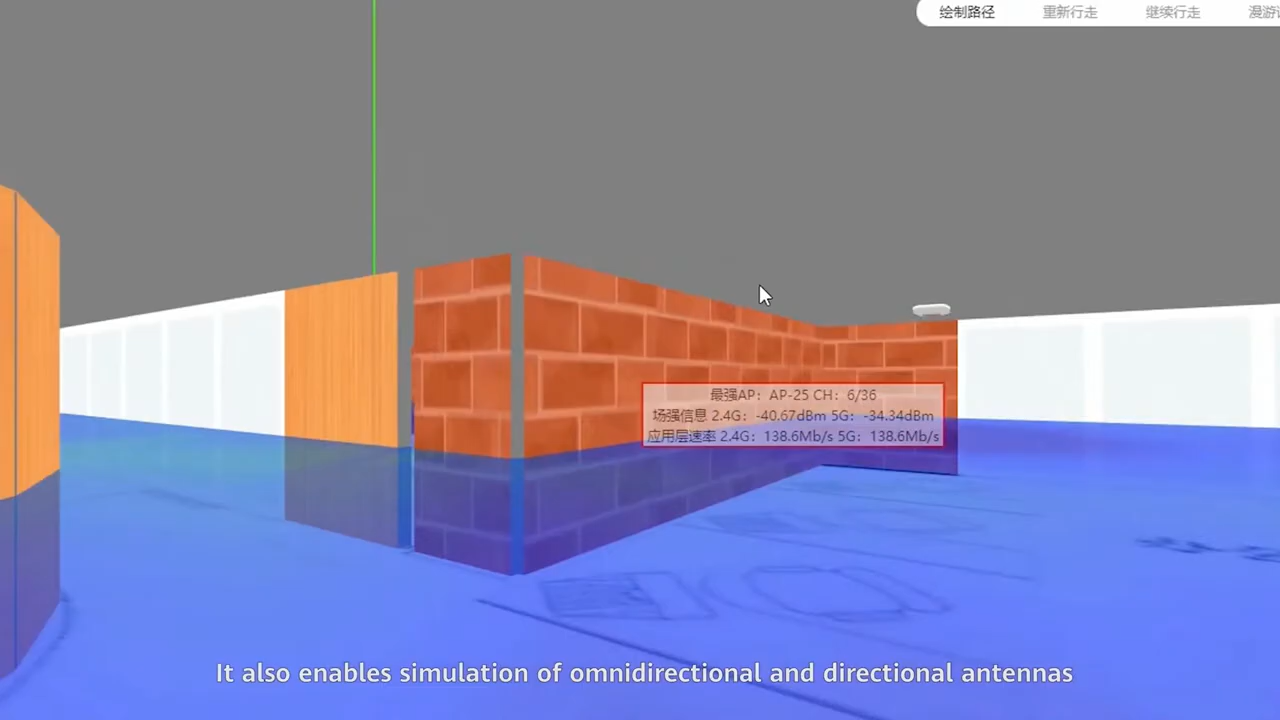 绘制路径 重新行走 继续行走 漫游
最强AP：AP-25 CH：6/36
场强信息 2.4G：-40.67dBm 5G：-34.34dBm
应用层速率 2.4G：138.6Mb/s 5G：138.6Mb/s
It also enables simulation of omnidirectional and directional antennas